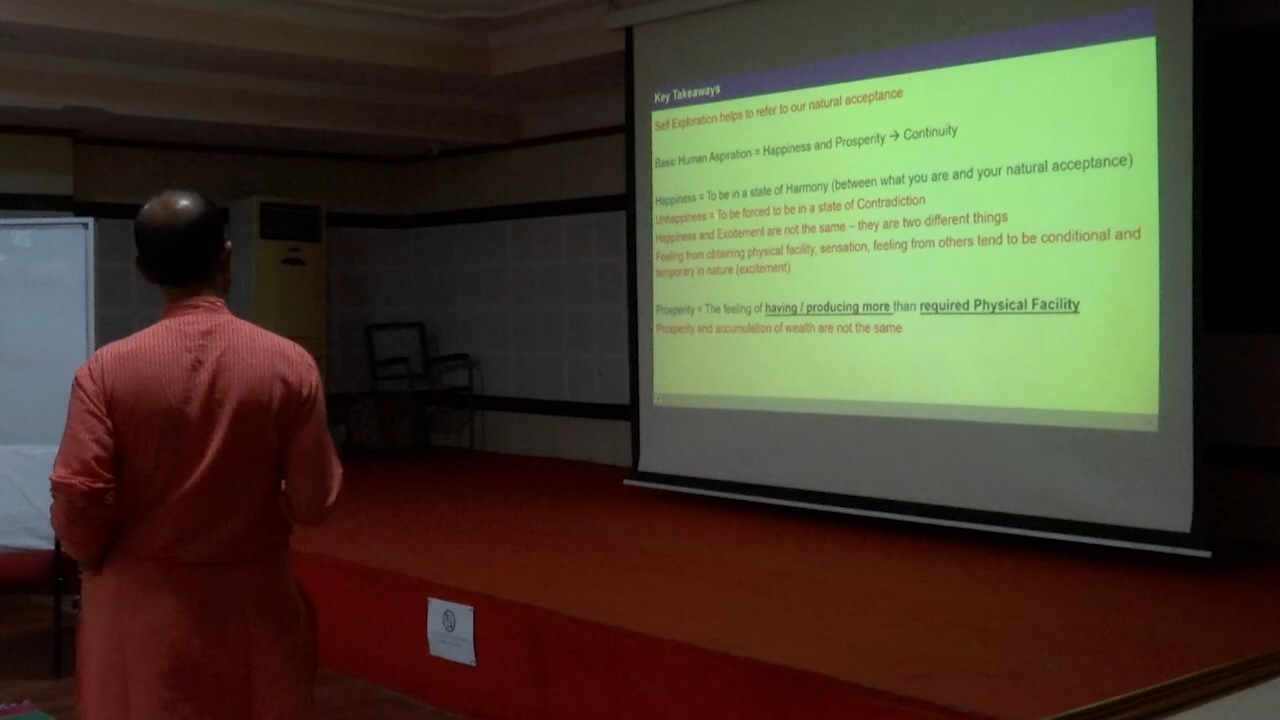 Key Takeaways
Self Exploration helps to refer to our natural acceptance
Basic Human Aspiration = Happiness and Prosperity → Continuity
Happiness = To be in a state of Harmony (between what you are and your natural acceptance)
Unhappiness = To be forced to be in a state of Contradiction
Happiness and Excitement are not the same – they are two different things
Feeling from obtaining physical facility, sensation, feeling from others tend to be conditional and
temporary in nature (excitement)
Prosperity = The feeling of having / producing more than required Physical Facility
Prosperity and accumulation of wealth are not the same